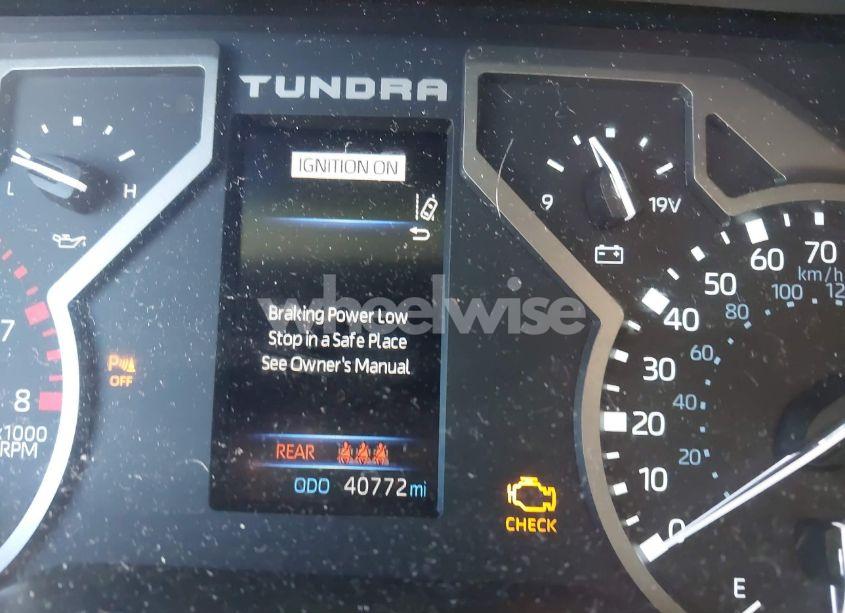 TUNDRA
IGNITION ON
L H
9 19V
Braking Power Low
Stop in a Safe Place
See Owner's Manual
wheelwise
P OFF
7
8
x1000
RPM
REAR
ODO 40772 mi
CHECK
70
60
50
40
30
20
10
0
km/h
100
80
60
40
20
E